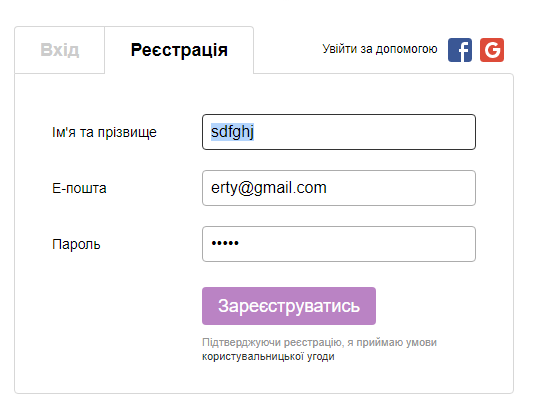 Вхід Реєстрація Увійти за допомогою f G
Ім'я та прізвище sdfghj
Е-пошта erty@gmail.com
Пароль •••••
Зареєструватись
Підтверджуючи реєстрацію, я приймаю умови
користувальницької угоди